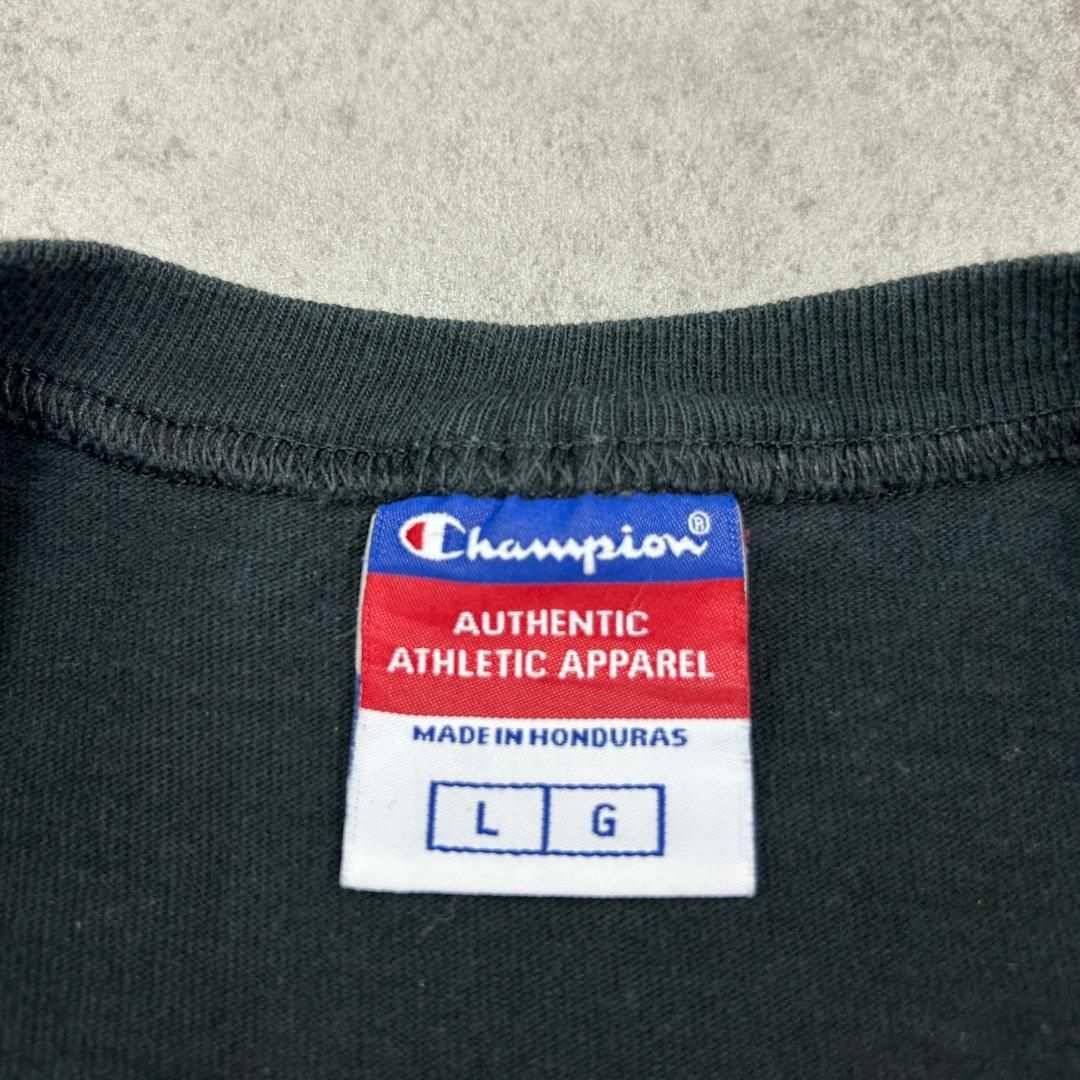 Champion®
AUTHENTIC
ATHLETIC APPAREL
MADE IN HONDURAS
L G